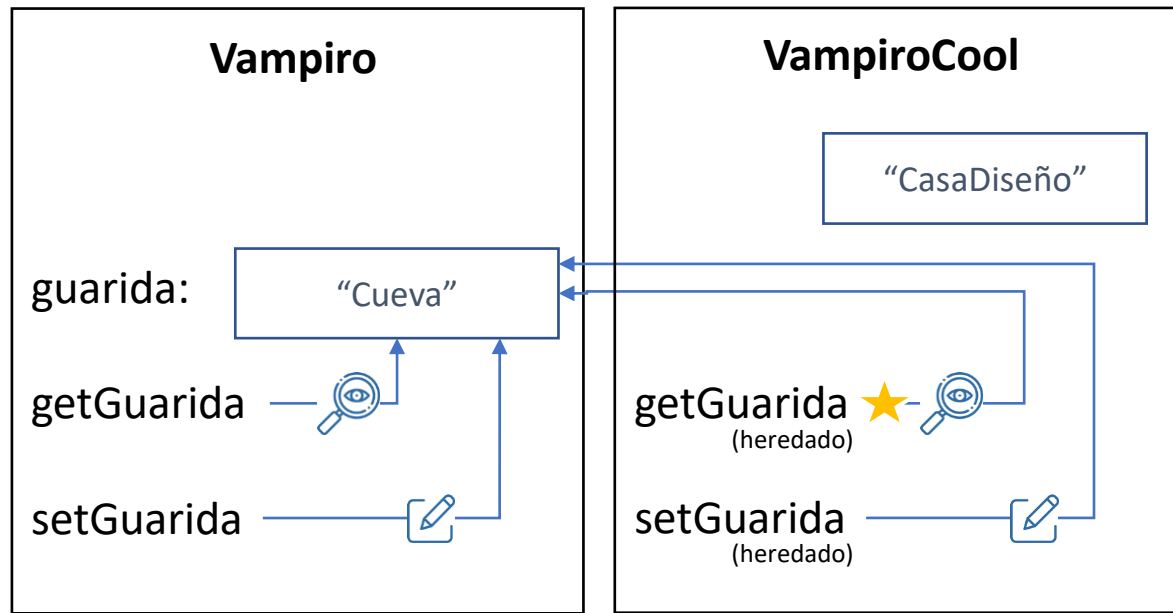 Vampiro
guarida:
“Cueva”
getGuarida
setGuarida
VampiroCool
“CasaDiseño”
getGuarida
(heredado)
setGuarida
(heredado)